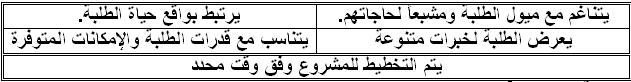 يتناغم مع ميول الطلبة ومشبعاً لحاجاتهم.
يرتبط بواقع حياة الطلبة.
يعرض الطلبة لخبرات متنوعة
يتناسب مع قدرات الطلبة والإمكانات المتوفرة
يتم التخطيط للمشروع وفق وقت محدد